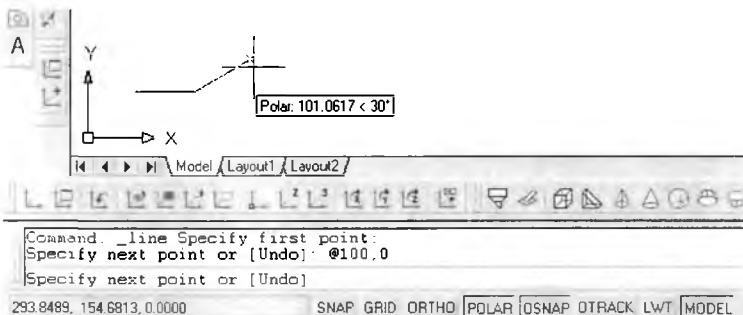 A
Y
Polar: 101.0617 < 30°
X
Model / Layout1 / Layout2 /
Command. _line Specify first point:
Specify next point or [Undo]: @100,0
Specify next point or [Undo]
293.8489, 154.6813, 0.0000 SNAP GRID ORTHO POLAR OSNAP OTRACK LWT MODEL